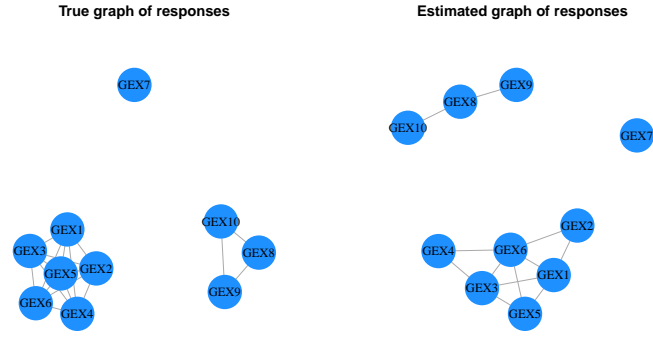 True graph of responses
GEX7
GEX1
GEX3
GEX5
GEX2
GEX6
GEX4
GEX10
GEX8
GEX9
Estimated graph of responses
GEX9
GEX8
GEX10
GEX7
GEX2
GEX4
GEX6
GEX1
GEX3
GEX5